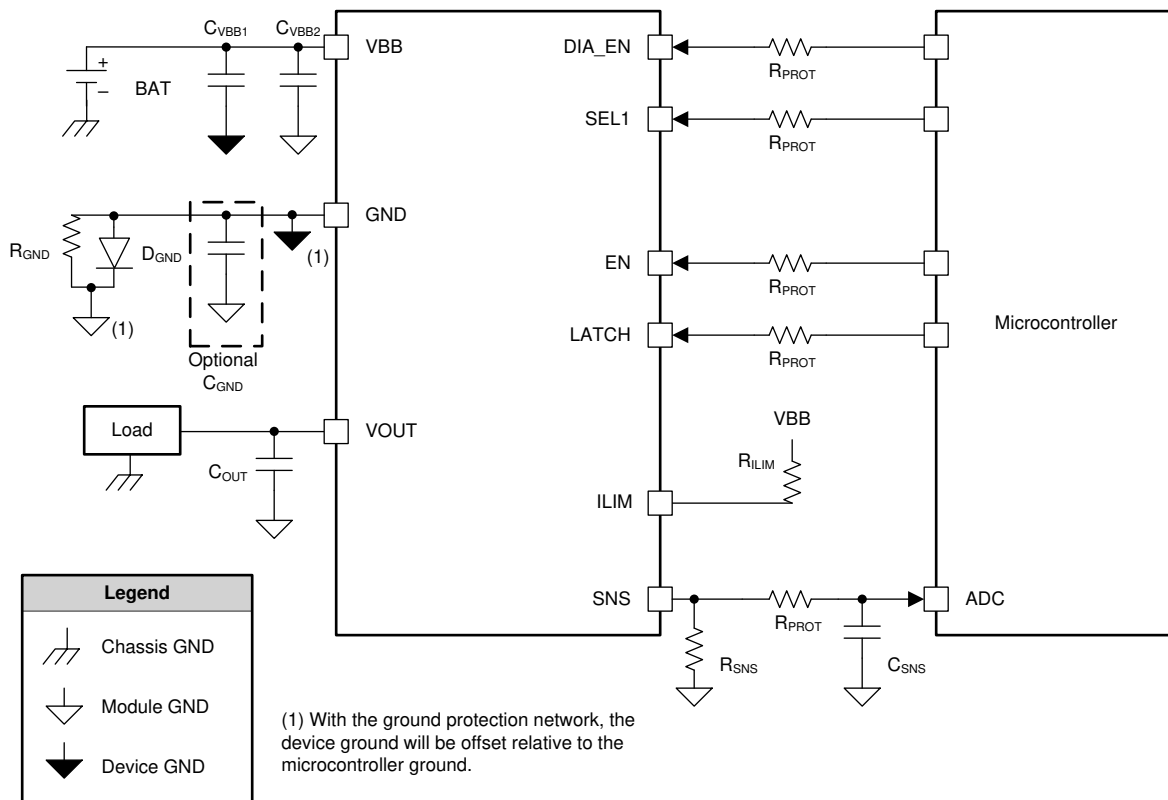 CVBB1
CVBB2
VBB
DIA_EN
RPROT
+
BAT
–
SEL1
RPROT
GND
RGND
DGND
(1)
(1)
EN
RPROT
Optional
CGND
LATCH
RPROT
Microcontroller
Load
VOUT
COUT
VBB
RILIM
ILIM
SNS
RPROT
ADC
RSNS
CSNS
Legend
Chassis GND
Module GND
Device GND
(1) With the ground protection network, the
device ground will be offset relative to the
microcontroller ground.